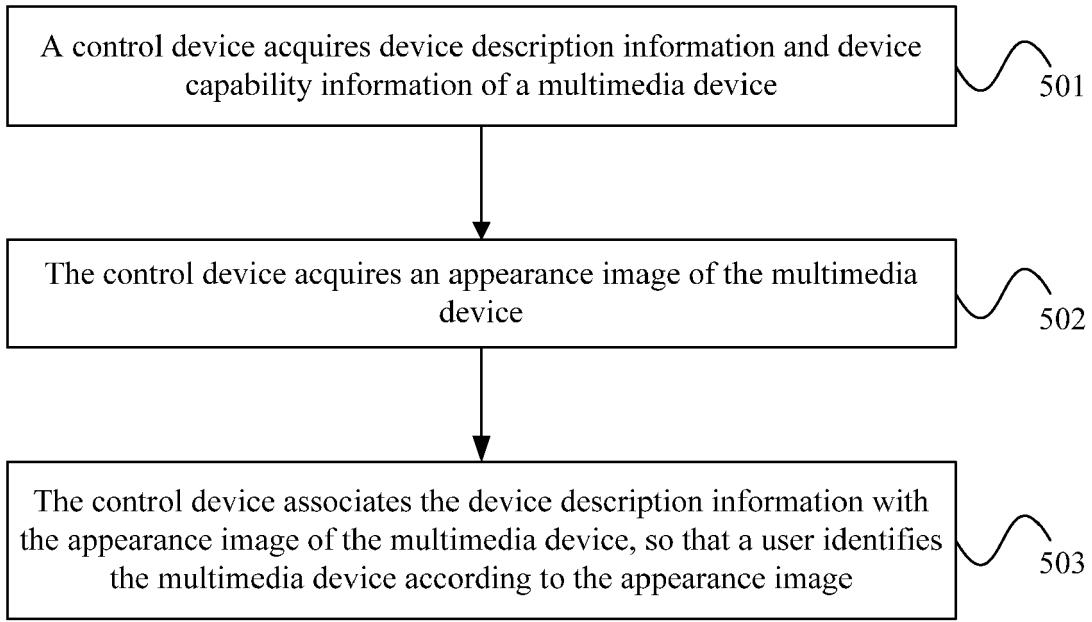 A control device acquires device description information and device
capability information of a multimedia device
501
The control device acquires an appearance image of the multimedia
device
502
The control device associates the device description information with
the appearance image of the multimedia device, so that a user identifies
the multimedia device according to the appearance image
503